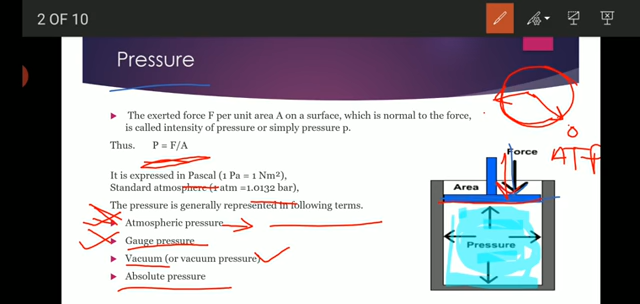 2 OF 10
Pressure
The exerted force F per unit area A on a surface, which is normal to the force,
is called intensity of pressure or simply pressure p.
Thus. P = F/A
It is expressed in Pascal (1 Pa = 1 Nm²),
Standard atmosphere (1 atm =1.0132 bar),
The pressure is generally represented in following terms.
Atmospheric pressure
Gauge pressure
Vacuum (or vacuum pressure)
Absolute pressure
ATP
Force
Area
Pressure